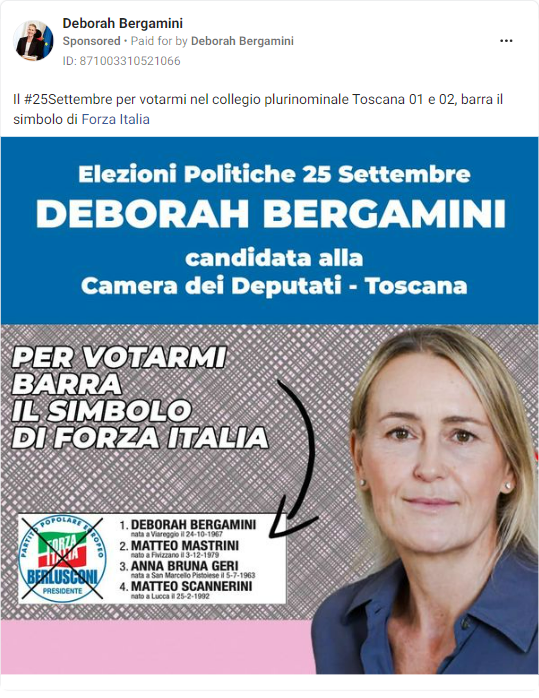 Deborah Bergamini
Sponsored • Paid for by Deborah Bergamini
ID: 871003310521066
Il #25Settembre per votarmi nel collegio plurinominale Toscana 01 e 02, barra il
simbolo di Forza Italia
Elezioni Politiche 25 Settembre
DEBORAH BERGAMINI
candidata alla
Camera dei Deputati - Toscana
PER VOTARMI
BARRA
IL SIMBOLO
DI FORZA ITALIA
PARTITO POPOLARE EUROPEO
FORZA
ITALIA
BERLUSCONI
PRESIDENTE
1. DEBORAH BERGAMINI
nata a Viareggio il 24-10-1967
2. MATTEO MASTRINI
nato a Fivizzano il 3-12-1979
3. ANNA BRUNA GERI
nata a San Marcello Pistoiese il 5-7-1963
4. MATTEO SCANNERINI
nato a Lucca il 25-2-1992